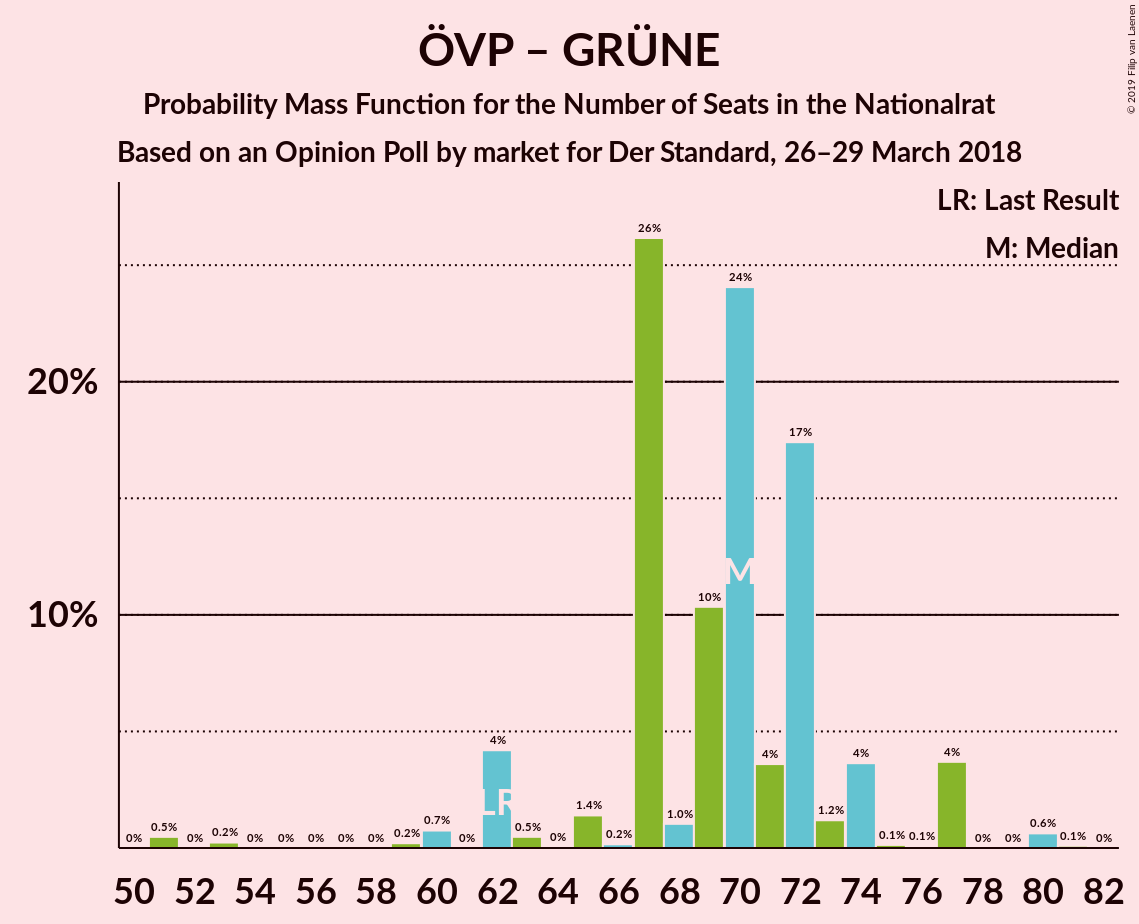 ÖVP – GRÜNE
Probability Mass Function for the Number of Seats in the Nationalrat
Based on an Opinion Poll by market for Der Standard, 26–29 March 2018
© 2019 Filip van Laenen
LR: Last Result
M: Median
20%
10%
0% 0.5% 0% 0.2% 0% 0% 0% 0% 0% 0.2% 0.7% 0% 4% 0.5% 0% 1.4% 0.2% 26% 1.0% 10% 24% 4% 17% 1.2% 4% 0.1% 0.1% 4% 0% 0% 0.6% 0.1% 0%
LR
M
50 52 54 56 58 60 62 64 66 68 70 72 74 76 78 80 82